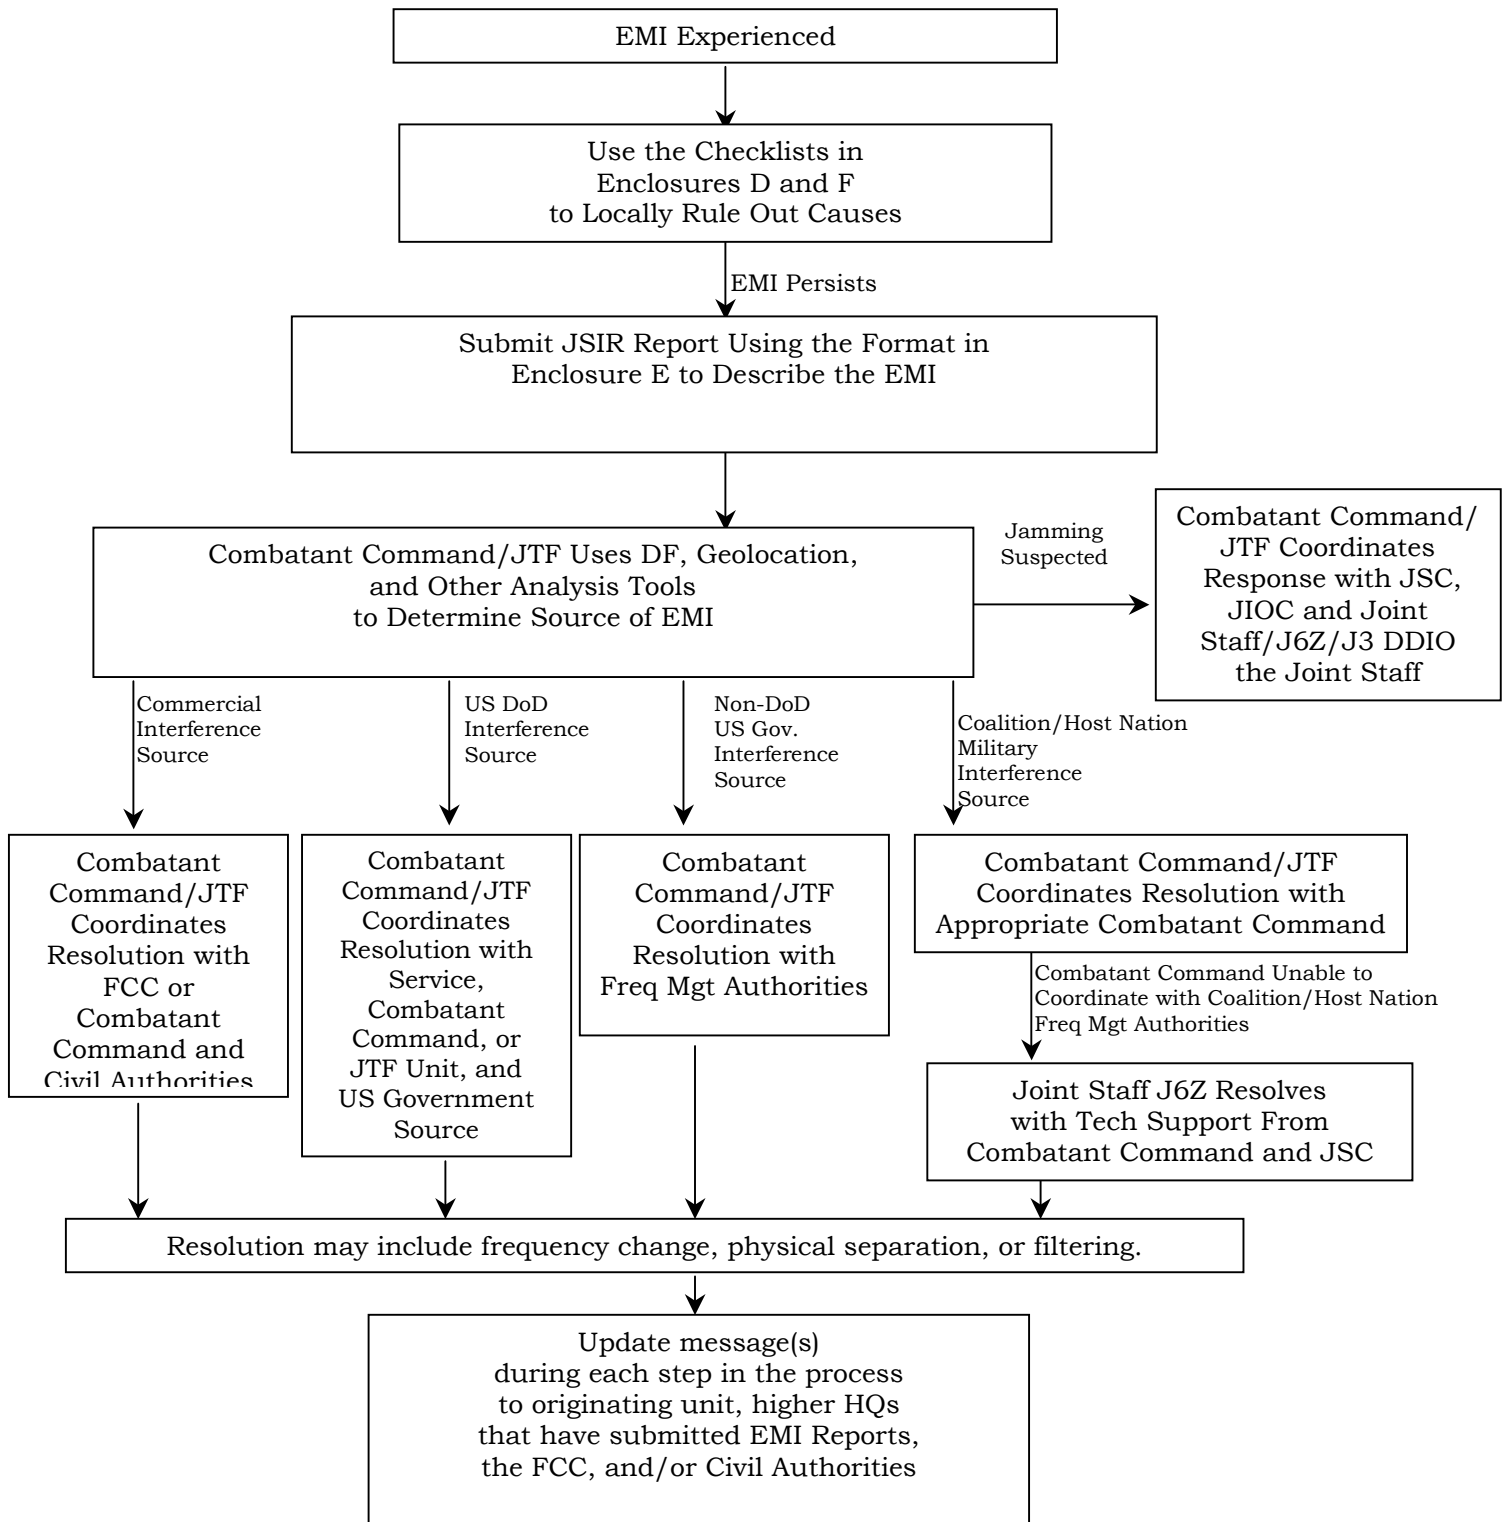 EMI Experienced
Use the Checklists in
Enclosures D and F
to Locally Rule Out Causes
EMI Persists
Submit JSIR Report Using the Format in
Enclosure E to Describe the EMI
Combatant Command/JTF Uses DF, Geolocation,
and Other Analysis Tools
to Determine Source of EMI
Jamming
Suspected
Combatant Command/
JTF Coordinates
Response with JSC,
JIOC and Joint
Staff/J6Z/J3 DDIO
the Joint Staff
Commercial
Interference
Source
US DoD
Interference
Source
Non-DoD
US Gov.
Interference
Source
Coalition/Host Nation
Military
Interference
Source
Combatant
Command/JTF
Coordinates
Resolution with
FCC or
Combatant
Command and
Civil Authorities
Combatant
Command/JTF
Coordinates
Resolution with
Service,
Combatant
Command, or
JTF Unit, and
US Government
Source
Combatant
Command/JTF
Coordinates
Resolution with
Freq Mgt Authorities
Combatant Command/JTF
Coordinates Resolution with
Appropriate Combatant Command
Combatant Command Unable to
Coordinate with Coalition/Host Nation
Freq Mgt Authorities
Joint Staff J6Z Resolves
with Tech Support From
Combatant Command and JSC
Resolution may include frequency change, physical separation, or filtering.
Update message(s)
during each step in the process
to originating unit, higher HQs
that have submitted EMI Reports,
the FCC, and/or Civil Authorities